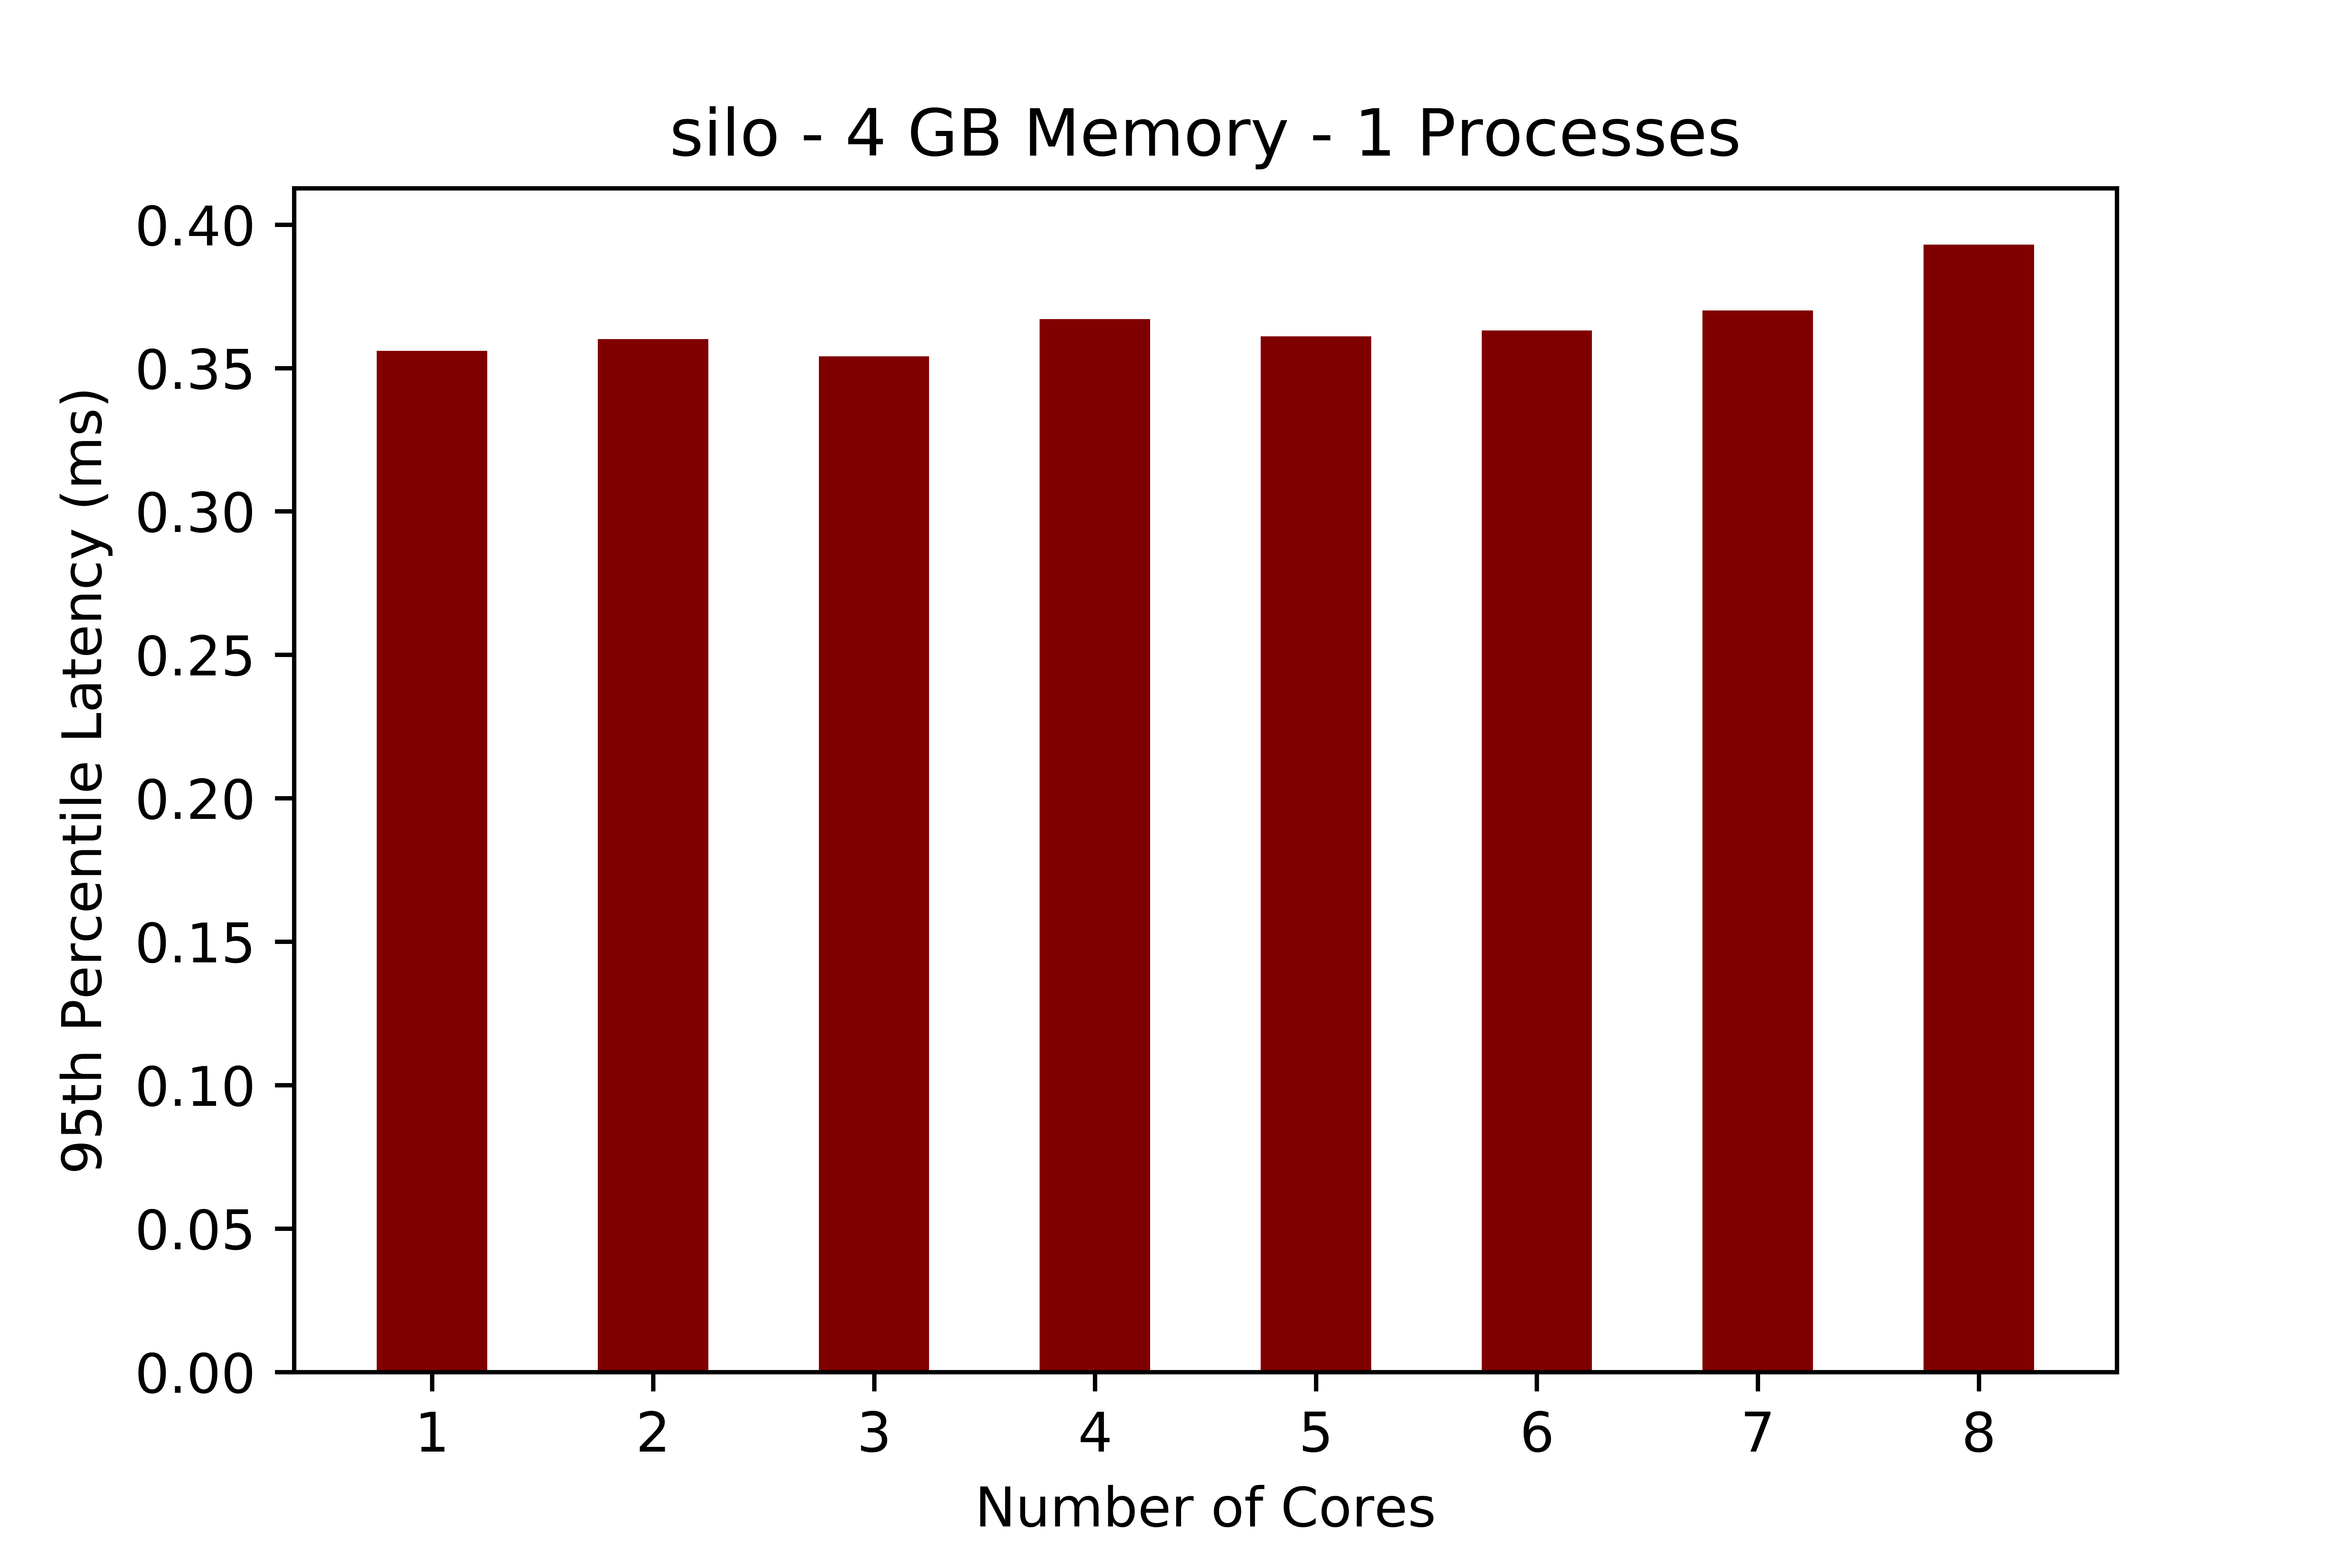 silo - 4 GB Memory - 1 Processes
95th Percentile Latency (ms)
0.40
0.35
0.30
0.25
0.20
0.15
0.10
0.05
0.00
1 2 3 4 5 6 7 8
Number of Cores